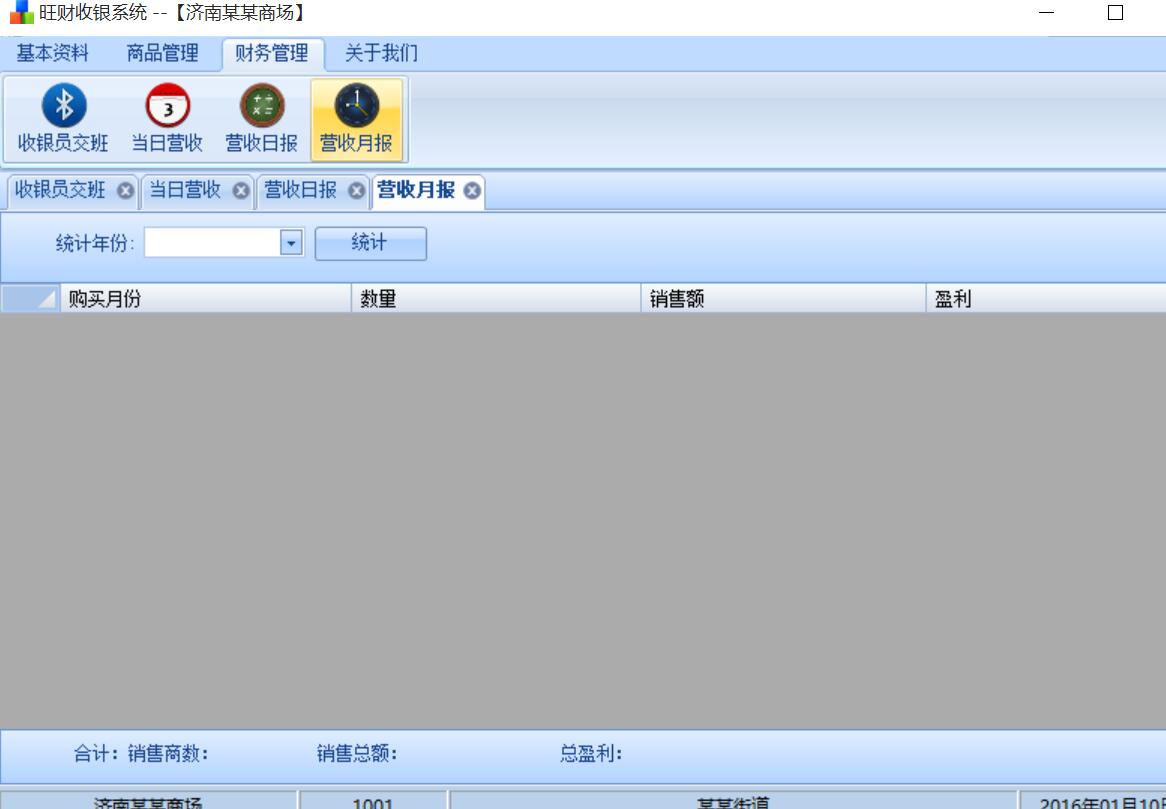 旺财收银系统 --【济南某某商场】
基本资料 商品管理 财务管理 关于我们
3
收银员交班 当日营收 营收日报 营收月报
收银员交班 当日营收 营收日报 营收月报
统计年份: 统计
购买月份 数量 销售额 盈利
合计：销售商数： 销售总额： 总盈利：
济南某某商场 1001 某某街道 2016年01月10